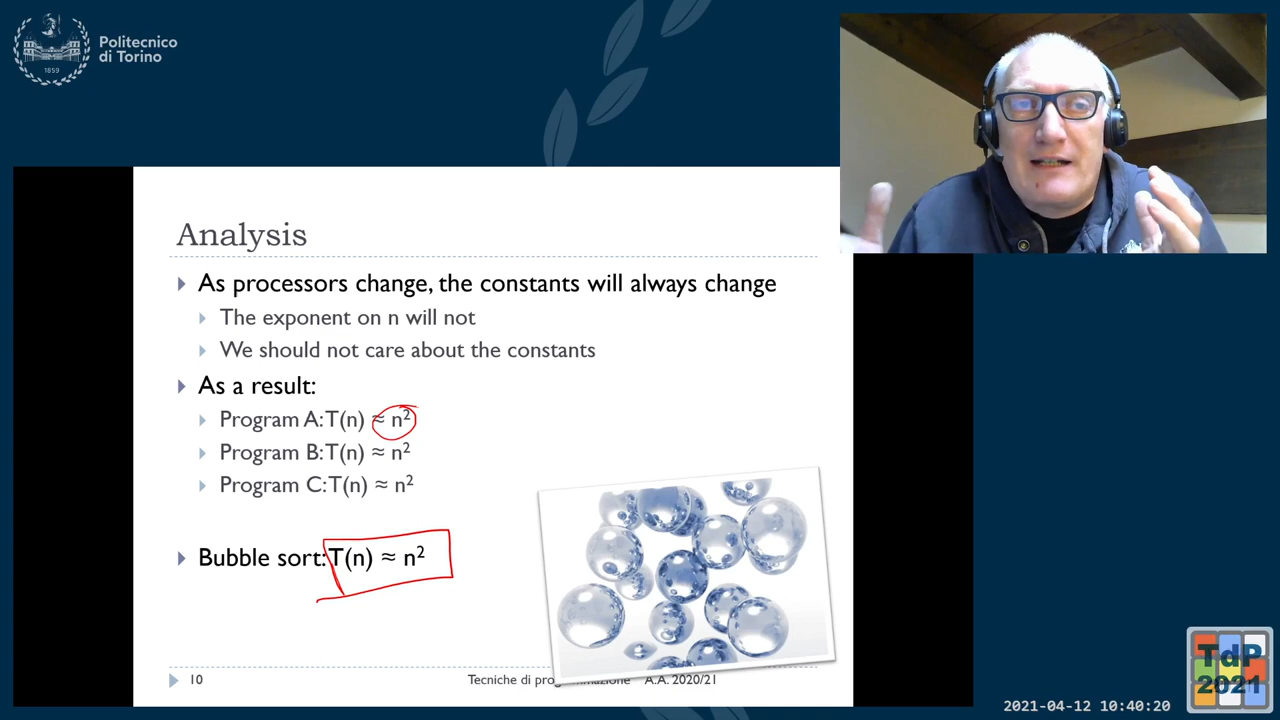 Politecnico
di Torino
1859
Analysis
As processors change, the constants will always change
The exponent on n will not
We should not care about the constants
As a result:
Program A: T(n) ≈ n²
Program B: T(n) ≈ n²
Program C: T(n) ≈ n²
Bubble sort: T(n) ≈ n²
10
Tecniche di programmazione A.A. 2020/21
TdP
2021
2021-04-12 10:40:20